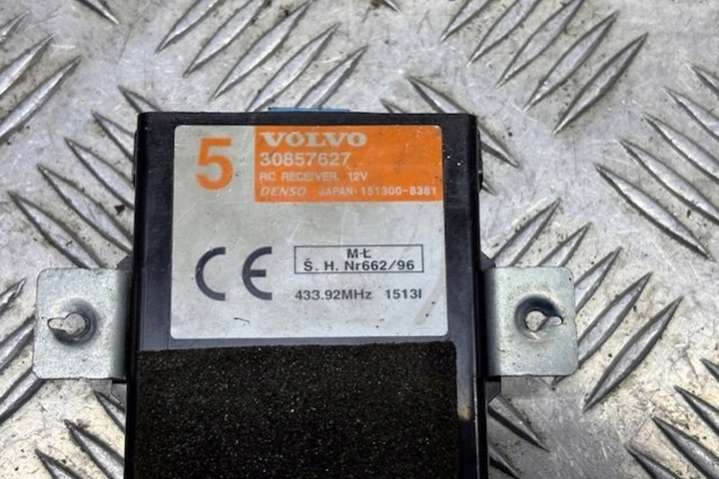 5
VOLVO
30857627
RC RECEIVER, 12V
DENSO JAPAN·151300-8381
CE
M-Ł
Ś. H. Nr662/96
433.92MHz 1513I